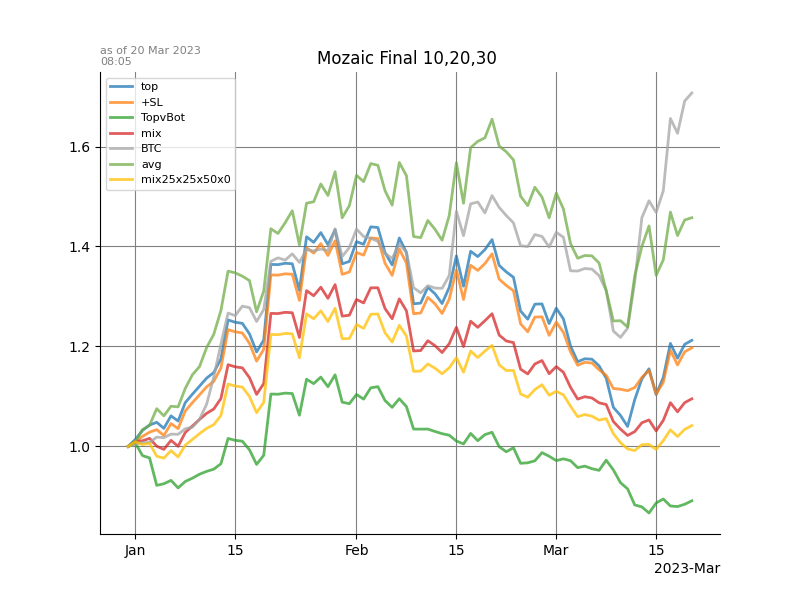 as of 20 Mar 2023
08:05
Mozaic Final 10,20,30
top
+SL
TopvBot
mix
BTC
avg
mix25x25x50x0
1.6
1.4
1.2
1.0
Jan 15 Feb 15 Mar 15
2023-Mar